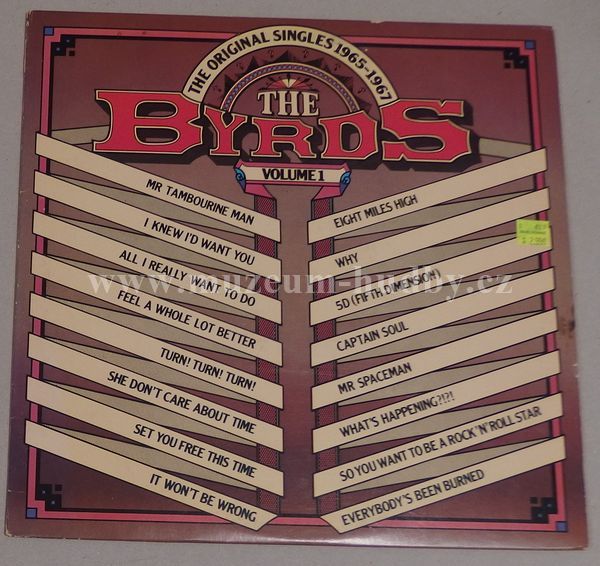 THE ORIGINAL SINGLES 1965-1967
THE
BYRDS
VOLUME 1
MR TAMBOURINE MAN
I KNEW I'D WANT YOU
ALL I REALLY WANT TO DO
FEEL A WHOLE LOT BETTER
TURN! TURN! TURN!
SHE DON'T CARE ABOUT TIME
SET YOU FREE THIS TIME
IT WON'T BE WRONG
EIGHT MILES HIGH
WHY
5D (FIFTH DIMENSION)
CAPTAIN SOUL
MR SPACEMAN
WHAT'S HAPPENING?!?!
SO YOU WANT TO BE A ROCK 'N' ROLL STAR
EVERYBODY'S BEEN BURNED
www.muzeum-hudby.cz